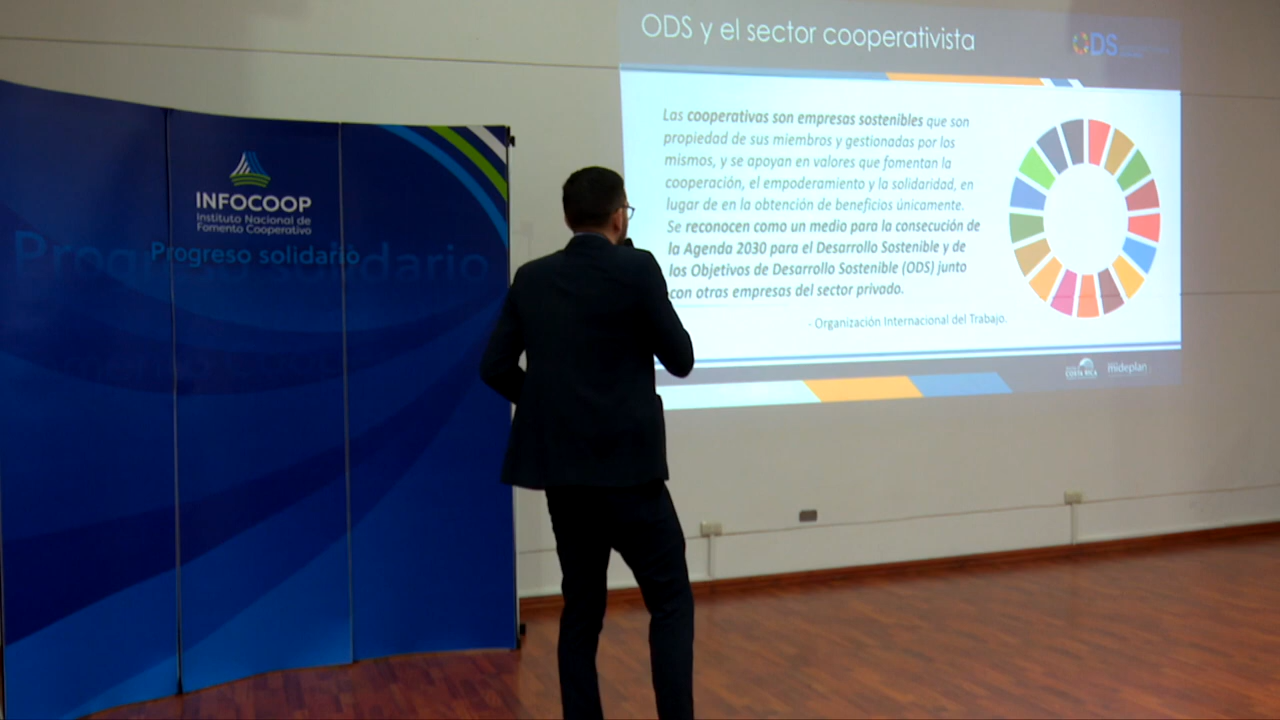 ODS y el sector cooperativista
ODS
Las cooperativas son empresas sostenibles que son
propiedad de sus miembros y gestionadas por los
mismos, y se apoyan en valores que fomentan la
cooperación, el empoderamiento y la solidaridad, en
lugar de en la obtención de beneficios únicamente.
Se reconocen como un medio para la consecución de
la Agenda 2030 para el Desarrollo Sostenible y de
los Objetivos de Desarrollo Sostenible (ODS) junto
con otras empresas del sector privado.
- Organización Internacional del Trabajo.
COSTA RICA
mideplan
INFOCOOP
Instituto Nacional de
Fomento Cooperativo
Progreso solidario
Progreso solidario